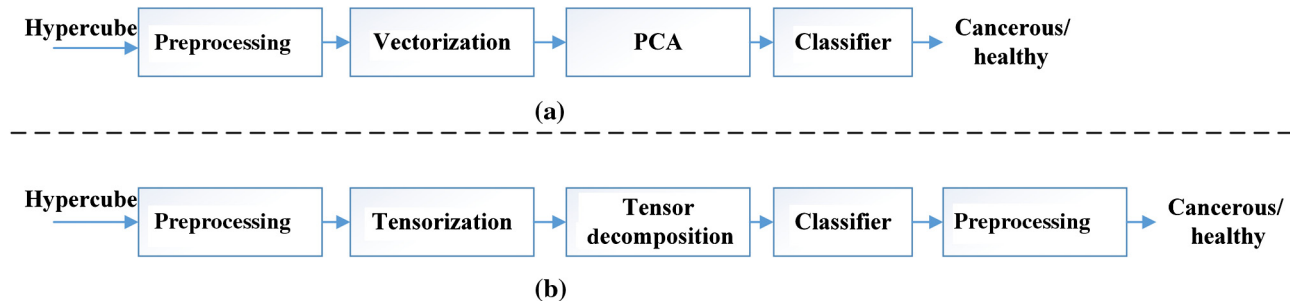 Hypercube
Preprocessing
Vectorization
PCA
Classifier
Cancerous/
healthy
(a)
Hypercube
Preprocessing
Tensorization
Tensor
decomposition
Classifier
Preprocessing
Cancerous/
healthy
(b)